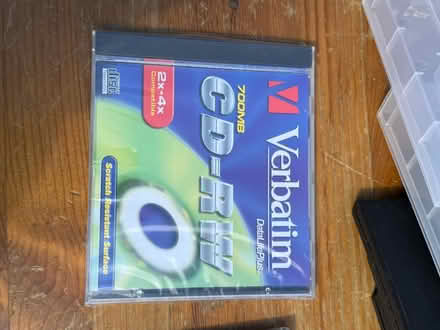 Verbatim
DataLifePlus
700MB
CD-RW
2x-4x
Compatible
Scratch Resistant Surface